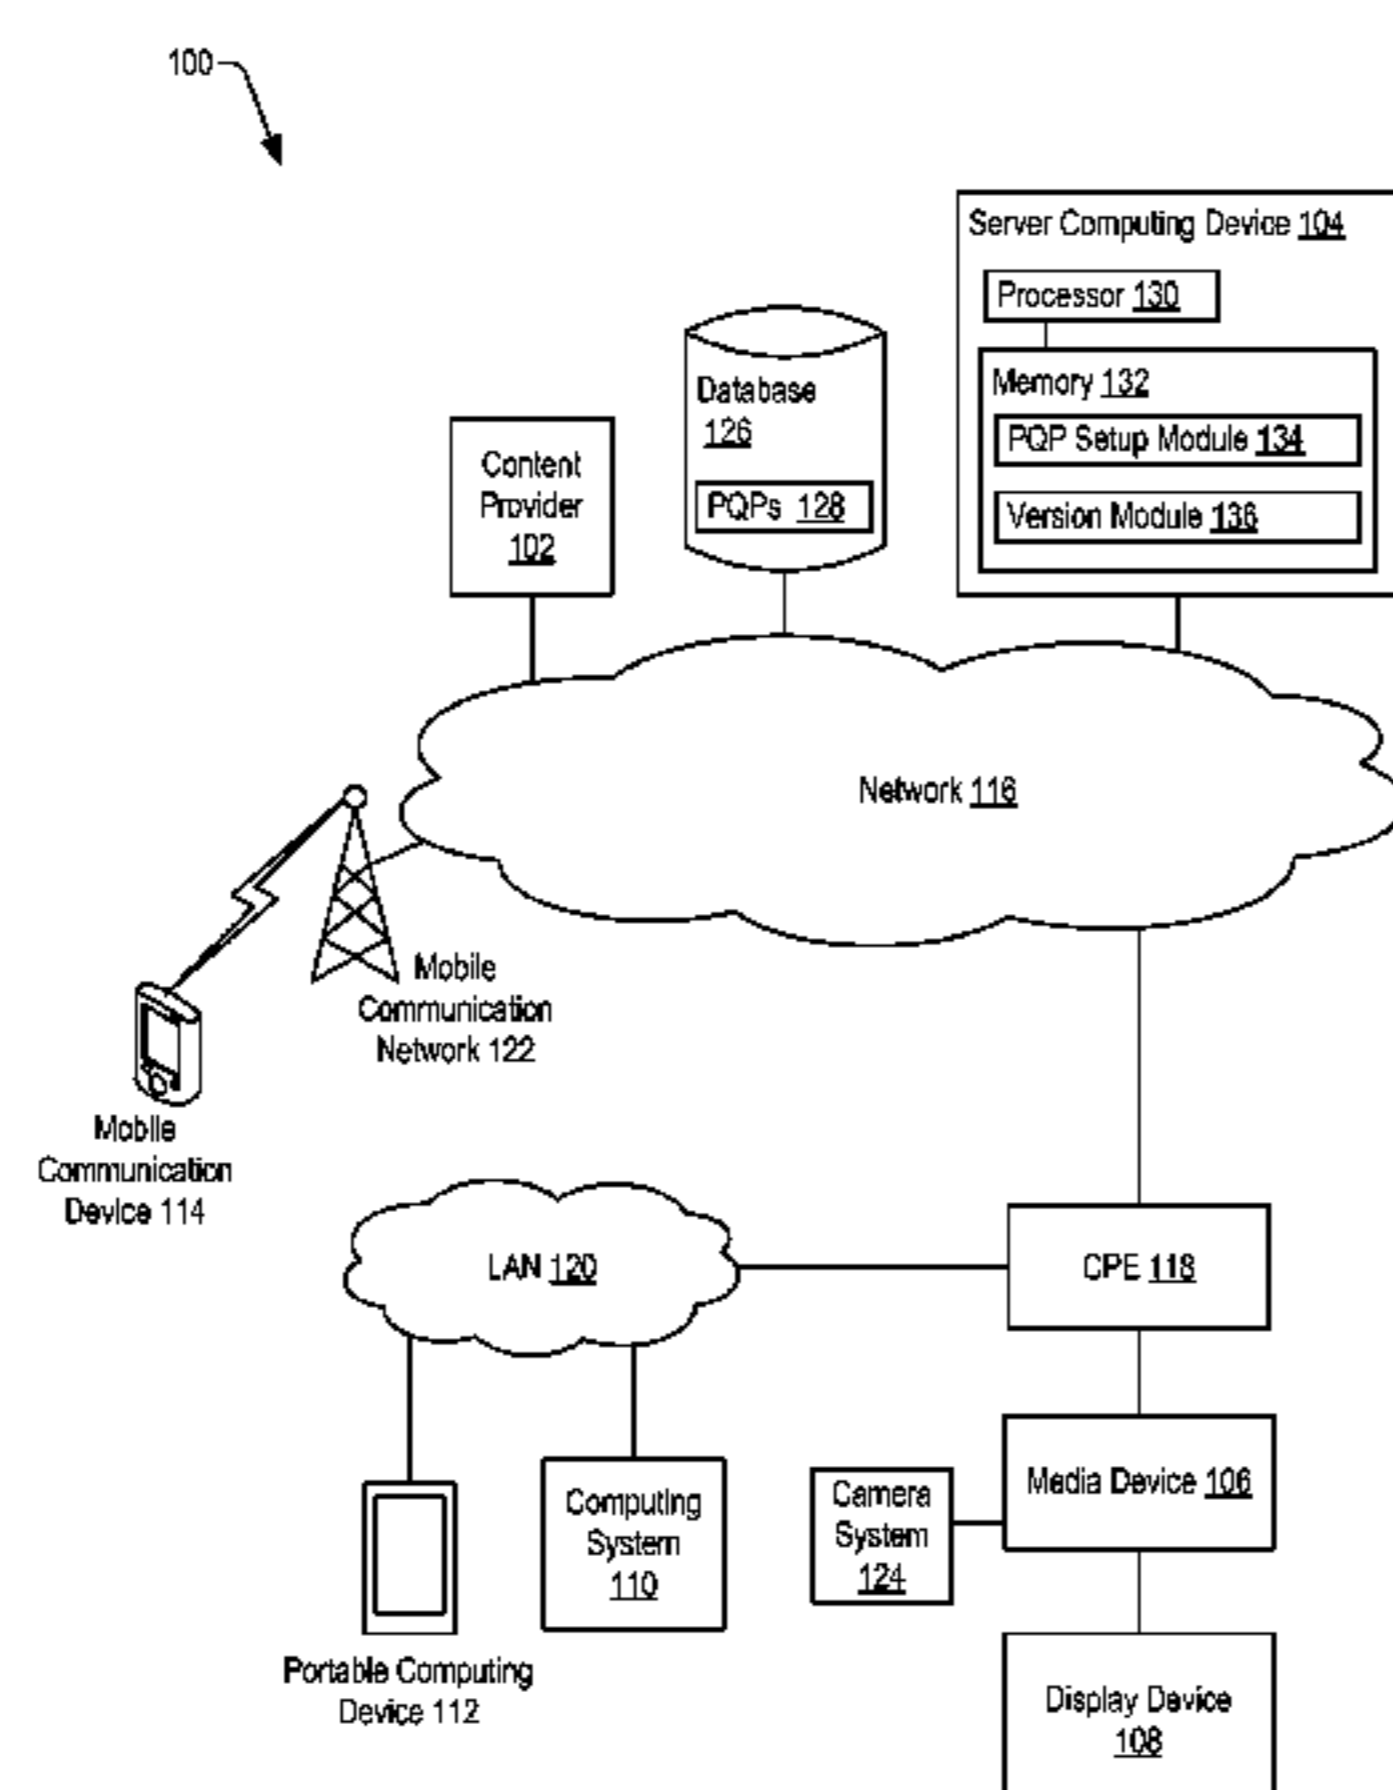 100
Server Computing Device 104
Processor 130
Memory 132
PQP Setup Module 134
Version Module 136
Database
126
PQPs 128
Content
Provider
102
Network 116
Mobile
Communication
Network 122
Mobile
Communication
Device 114
LAN 120
CPE 118
Media Device 106
Camera
System
124
Computing
System
110
Portable Computing
Device 112
Display Device
108